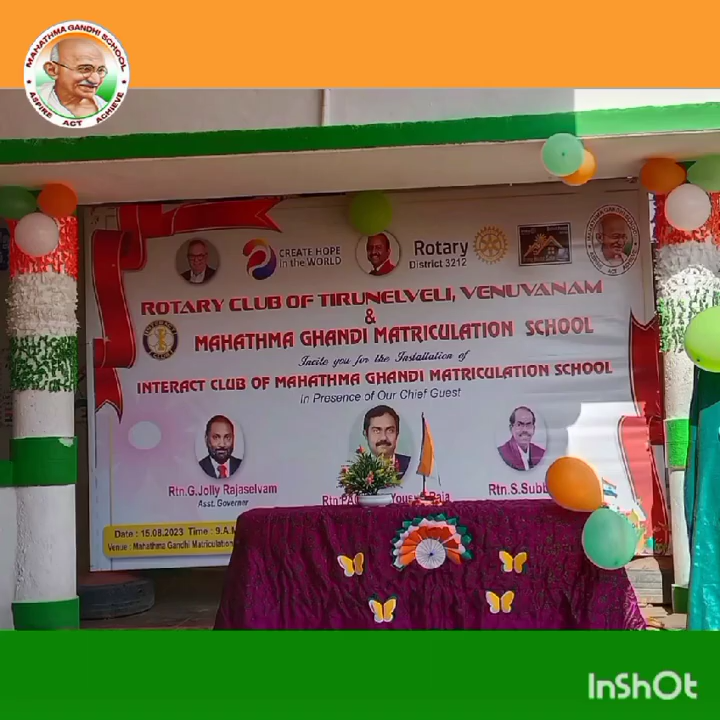 MAHATHMA GANDHI SCHOOL
ASPIRE ACT ACHIEVE
CREATE HOPE
in the WORLD
Rotary
District 3212
ROTARY CLUB OF TIRUNELVELI, VENUVANAM
&
MAHATHMA GHANDI MATRICULATION SCHOOL
Invite you for the Installation of
INTERACT CLUB OF MAHATHMA GHANDI MATRICULATION SCHOOL
In Presence of Our Chief Guest
Rtn.G.Jolly Rajaselvam
Asst. Governor
Rtn.S.Subb
Date : 15.08.2023 Time : 9.A.M
Venue : Mahathma Gandhi Matriculation
InShOt